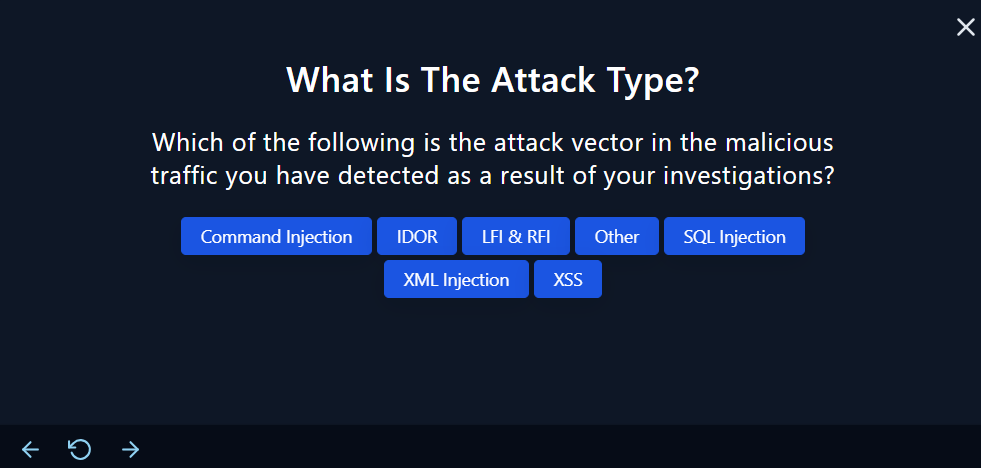 What Is The Attack Type?
Which of the following is the attack vector in the malicious
traffic you have detected as a result of your investigations?
Command Injection IDOR LFI & RFI Other SQL Injection
XML Injection XSS